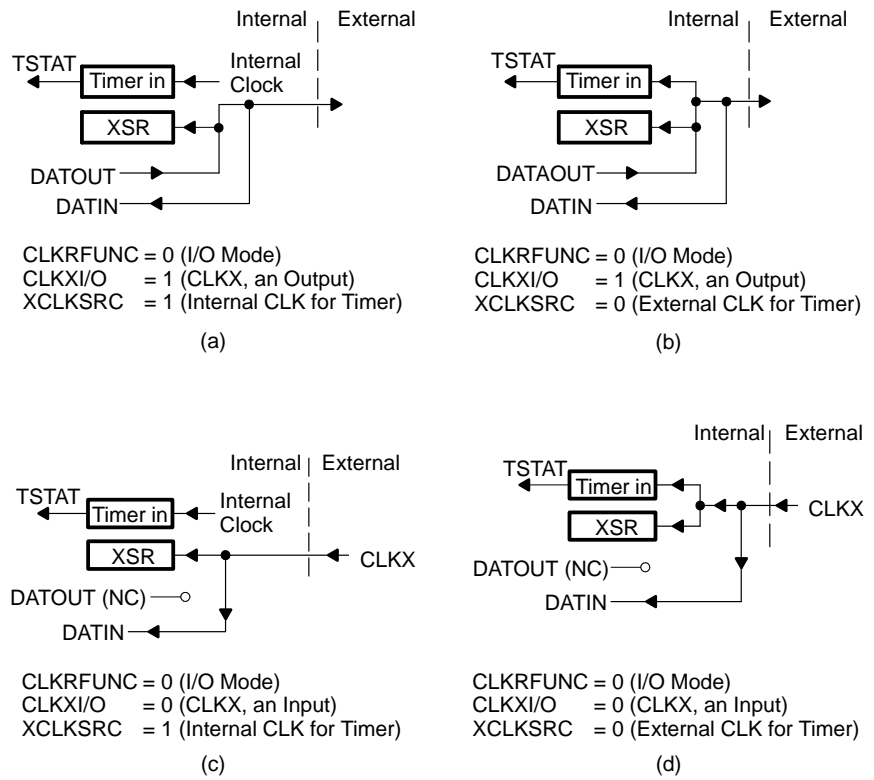 Internal External
TSTAT
Timer in
Internal
Clock
XSR
DATOUT
DATIN
CLKRFUNC = 0 (I/O Mode)
CLKXI/O = 1 (CLKX, an Output)
XCLKSRC = 1 (Internal CLK for Timer)
(a)
Internal External
TSTAT
Timer in
XSR
DATAOUT
DATIN
CLKRFUNC = 0 (I/O Mode)
CLKXI/O = 1 (CLKX, an Output)
XCLKSRC = 0 (External CLK for Timer)
(b)
Internal External
TSTAT
Timer in
Internal
Clock
XSR
CLKX
DATOUT (NC)
DATIN
CLKRFUNC = 0 (I/O Mode)
CLKXI/O = 0 (CLKX, an Input)
XCLKSRC = 1 (Internal CLK for Timer)
(c)
Internal External
TSTAT
Timer in
CLKX
XSR
DATOUT (NC)
DATIN
CLKRFUNC = 0 (I/O Mode)
CLKXI/O = 0 (CLKX, an Input)
XCLKSRC = 0 (External CLK for Timer)
(d)